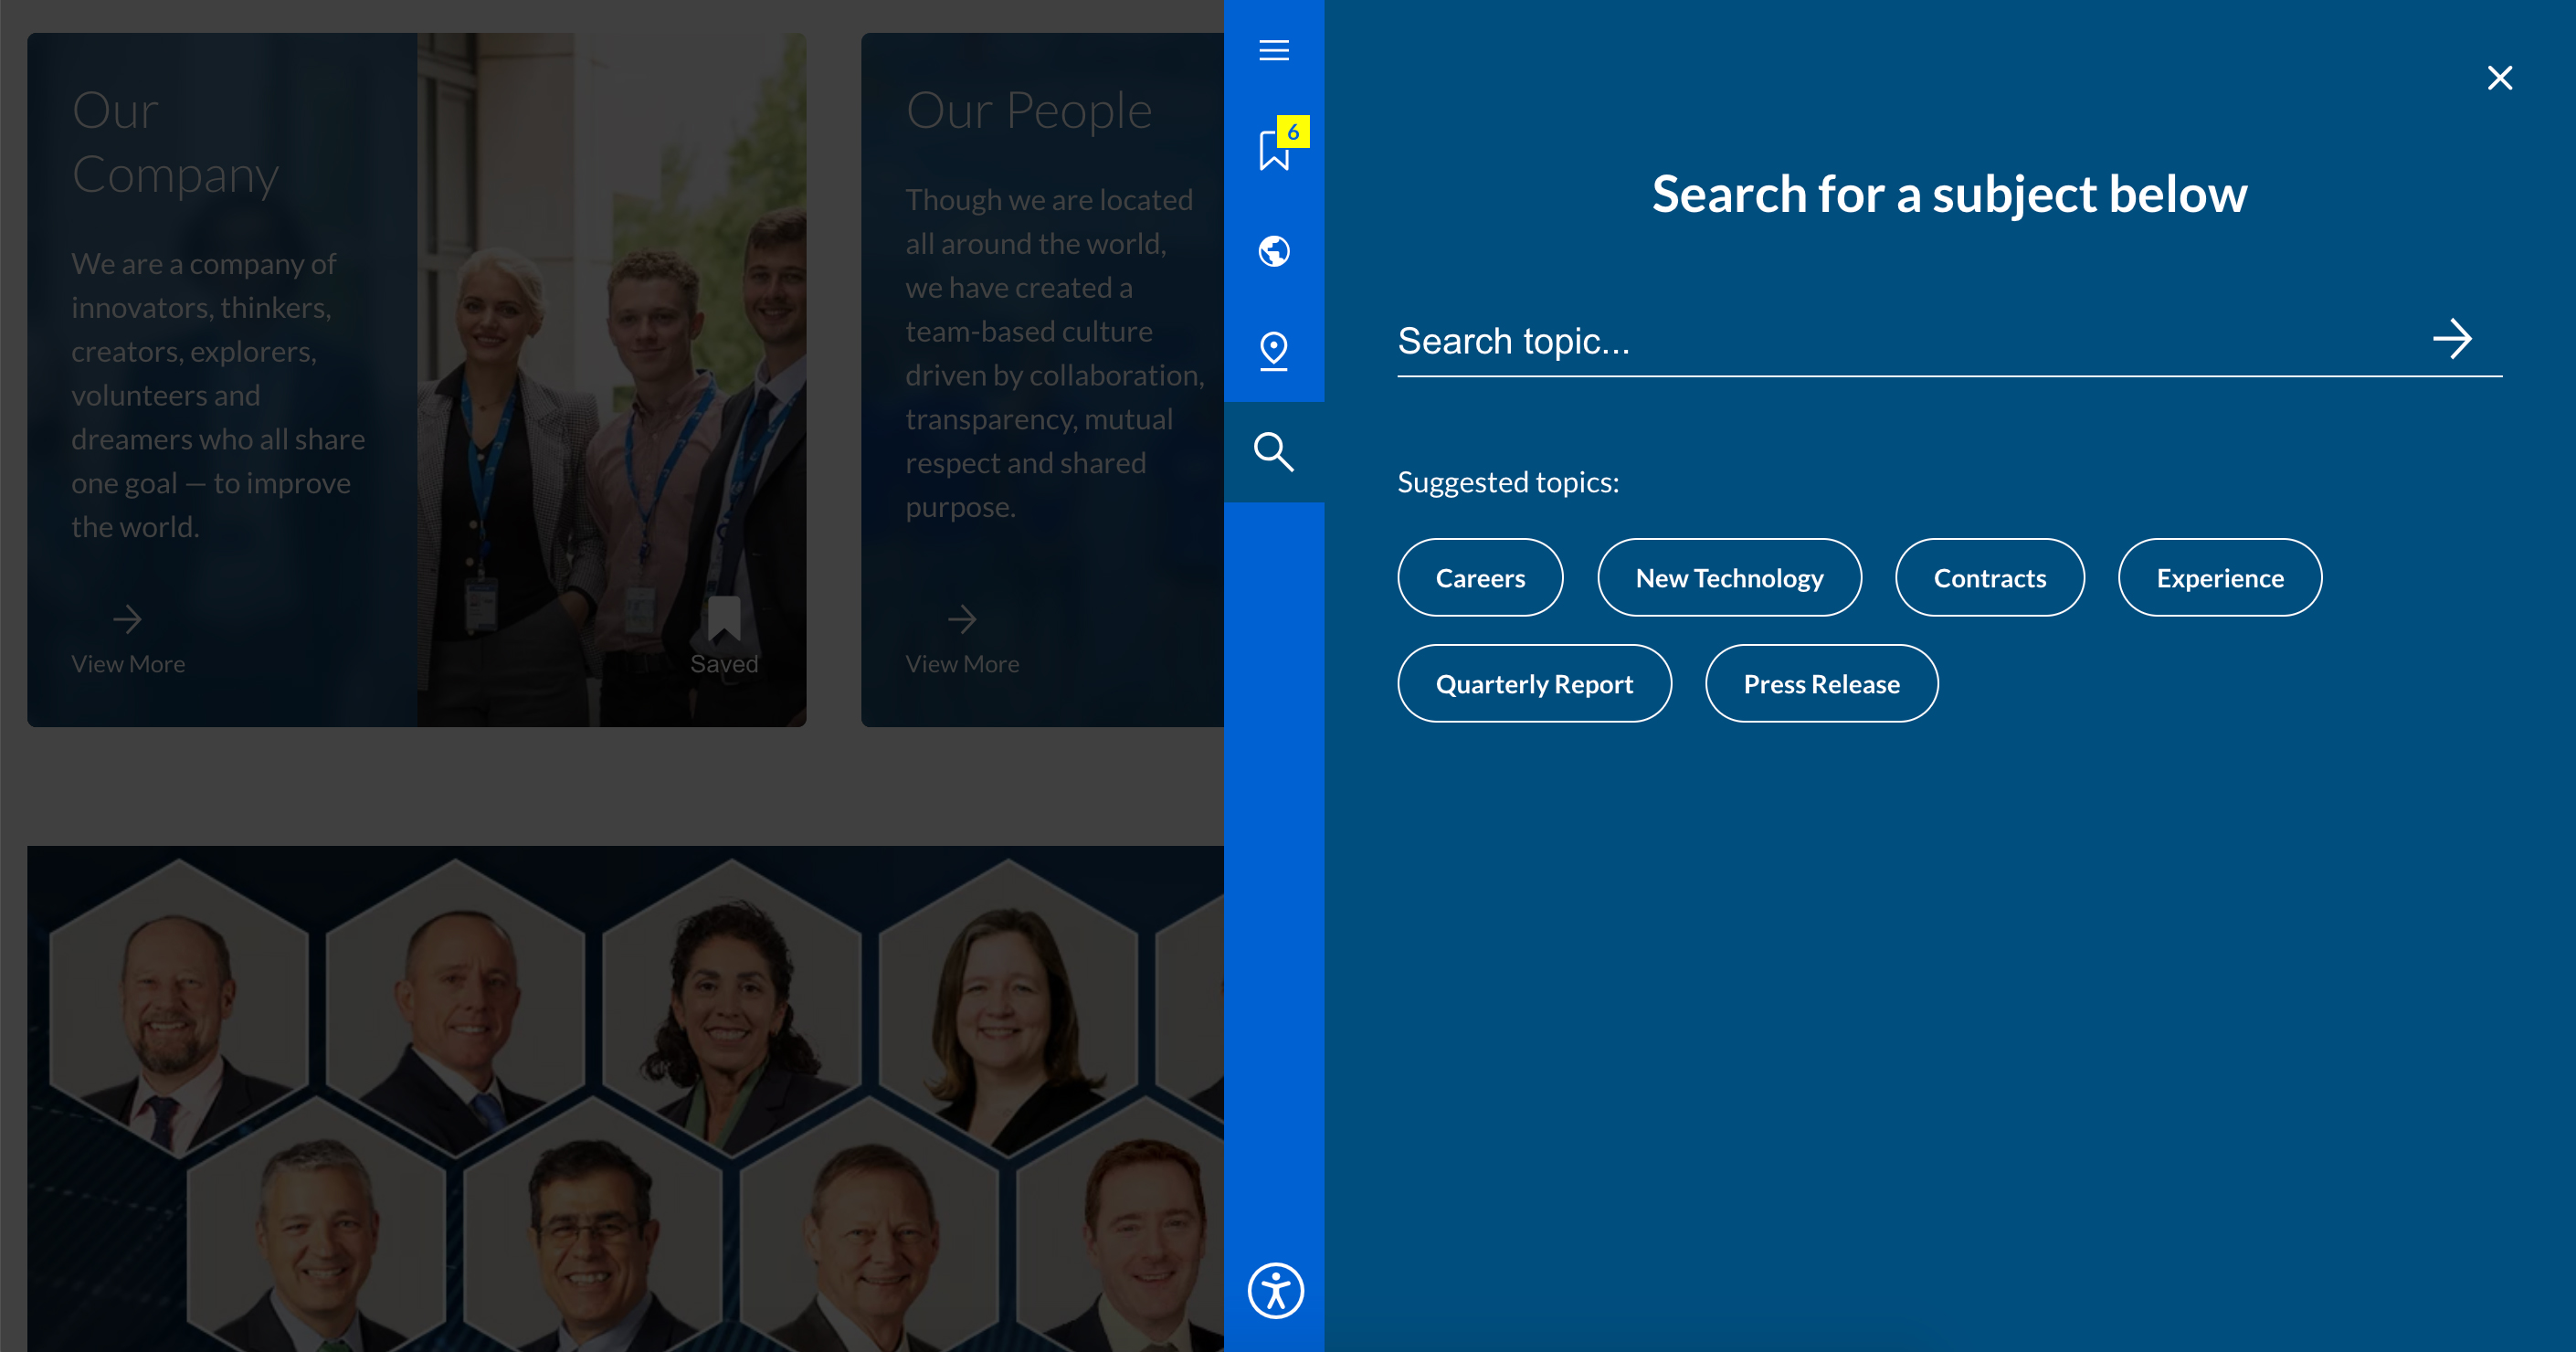 Our
Company
We are a company of
innovators, thinkers,
creators, explorers,
volunteers and
dreamers who all share
one goal — to improve
the world.
View More
Saved
Our People
Though we are located
all around the world,
we have created a
team-based culture
driven by collaboration,
transparency, mutual
respect and shared
purpose.
View More
6
Search for a subject below
Search topic...
Suggested topics:
Careers
New Technology
Contracts
Experience
Quarterly Report
Press Release